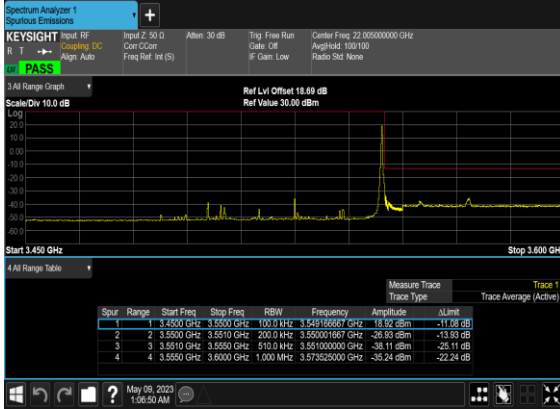 Spectrum Analyzer 1
Spurious Emissions
+
KEYSIGHT Input: RF Input Z: 50 Ω Atten: 30 dB Trig: Free Run Center Freq: 22.005000000 GHz
R T Coupling: DC Corr CCorr Gate: Off Avg|Hold: 100/100
Align: Auto Freq Ref: Int (S) IF Gain: Low Radio Std: None
PASS
3 All Range Graph
Ref Lvl Offset 18.69 dB
Scale/Div 10.0 dB Ref Value 30.00 dBm
Log
20.0
10.0
0.00
-10.0
-20.0
-30.0
-40.0
-50.0
-60.0
Start 3.450 GHz Stop 3.600 GH
4 All Range Table
Measure Trace Trace 1
Trace Type Trace Average (Active)
Spur Range Start Freq Stop Freq RBW Frequency Amplitude ΔLimit
1 1 3.4500 GHz 3.5500 GHz 100.0 kHz 3.549166667 GHz 18.92 dBm -11.08 dB
2 2 3.5500 GHz 3.5510 GHz 200.0 kHz 3.550001667 GHz -26.93 dBm -13.93 dB
3 3 3.5510 GHz 3.5550 GHz 510.0 kHz 3.551000000 GHz -38.11 dBm -25.11 dB
4 4 3.5550 GHz 3.6000 GHz 1.000 MHz 3.573525000 GHz -35.24 dBm -22.24 dB
?
May 09, 2023
1:06:50 AM